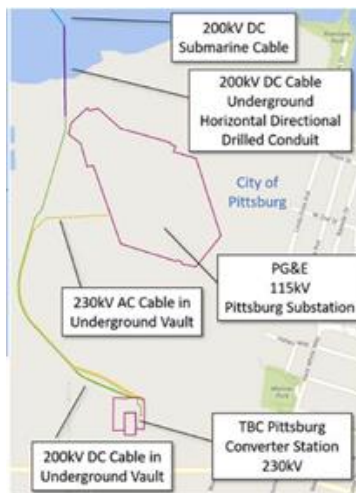 200kV DC
Submarine Cable
200kV DC Cable
Underground
Horizontal Directional
Drilled Conduit
City of
Pittsburg
PG&E
115kV
Pittsburg Substation
230kV AC Cable in
Underground Vault
TBC Pittsburg
Converter Station
230kV
200kV DC Cable in
Underground Vault